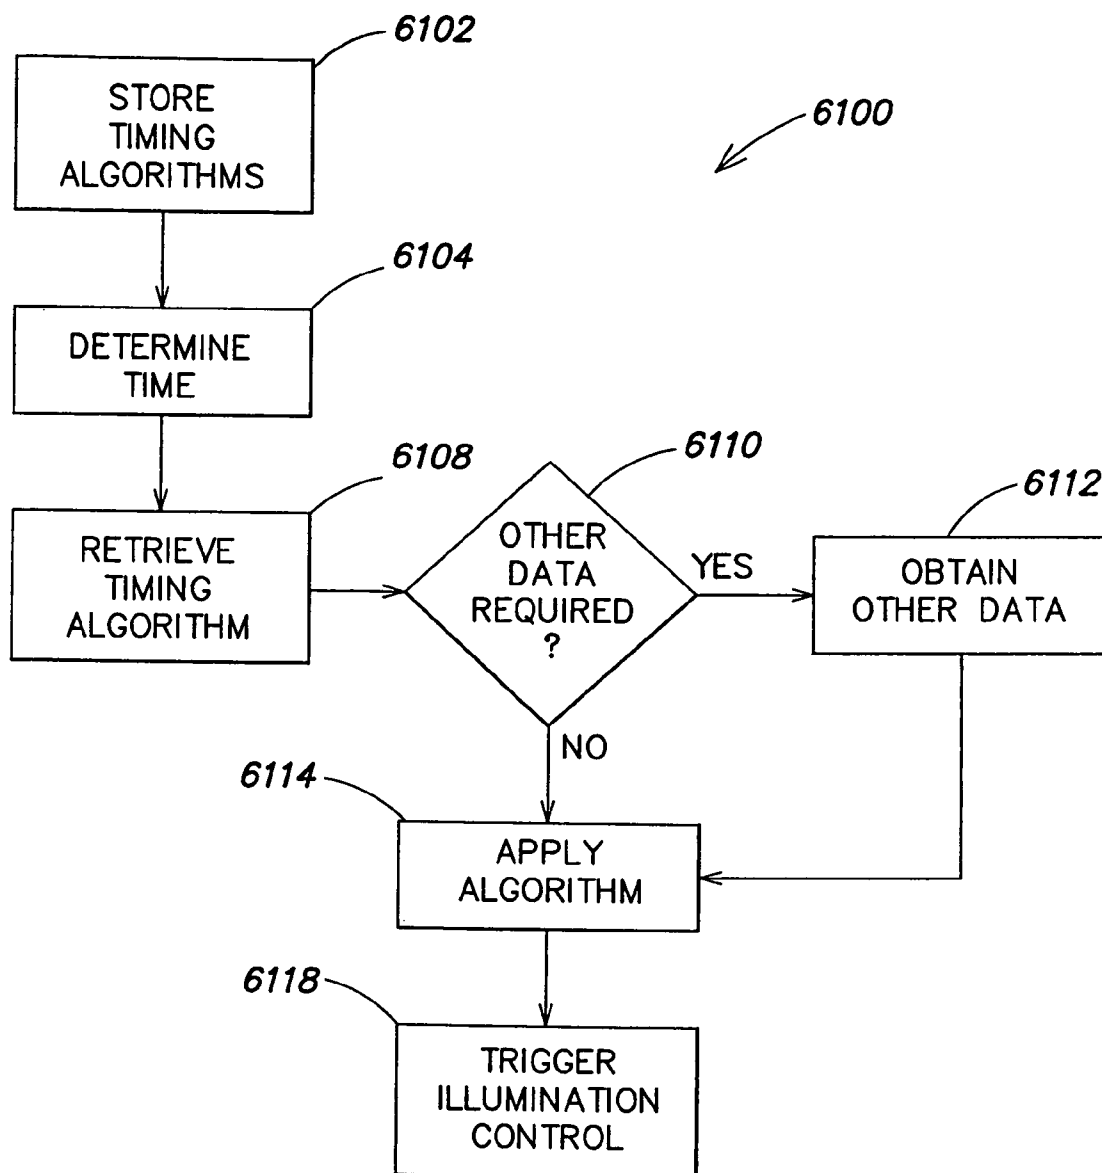 6102
STORE
TIMING
ALGORITHMS
6100
6104
DETERMINE
TIME
6108
RETRIEVE
TIMING
ALGORITHM
6110
OTHER
DATA
REQUIRED
?
YES
6112
OBTAIN
OTHER DATA
NO
6114
APPLY
ALGORITHM
6118
TRIGGER
ILLUMINATION
CONTROL